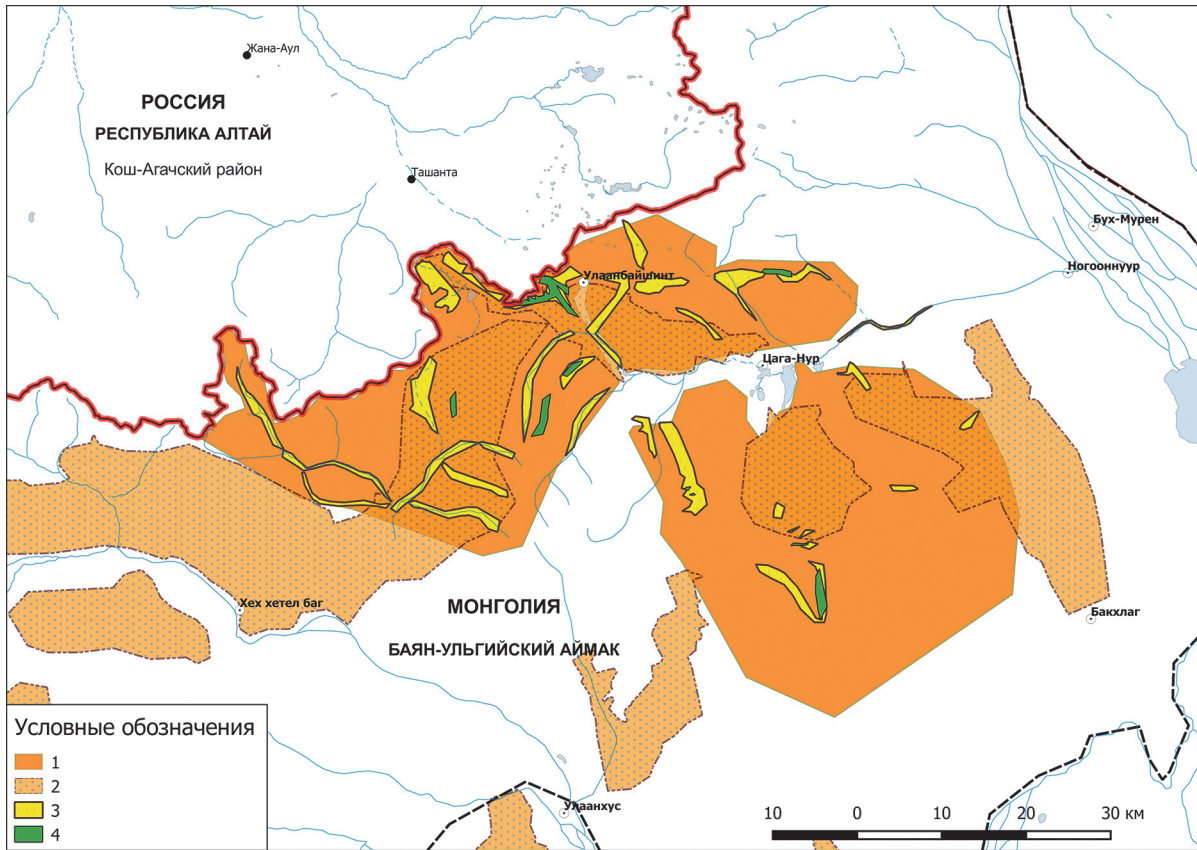 Жана-Аул
РОССИЯ
РЕСПУБЛИКА АЛТАЙ
Кош-Агачский район
Ташанта
Бух-Мурен
Ногооннуур
Улаанбайшинт
Цага-Нур
Хех хетел баг
МОНГОЛИЯ
БАЯН-УЛЬГИЙСКИЙ АЙМАК
Бакхлаг
Улаанхус
Условные обозначения
1
2
3
4
10 0 10 20 30 км